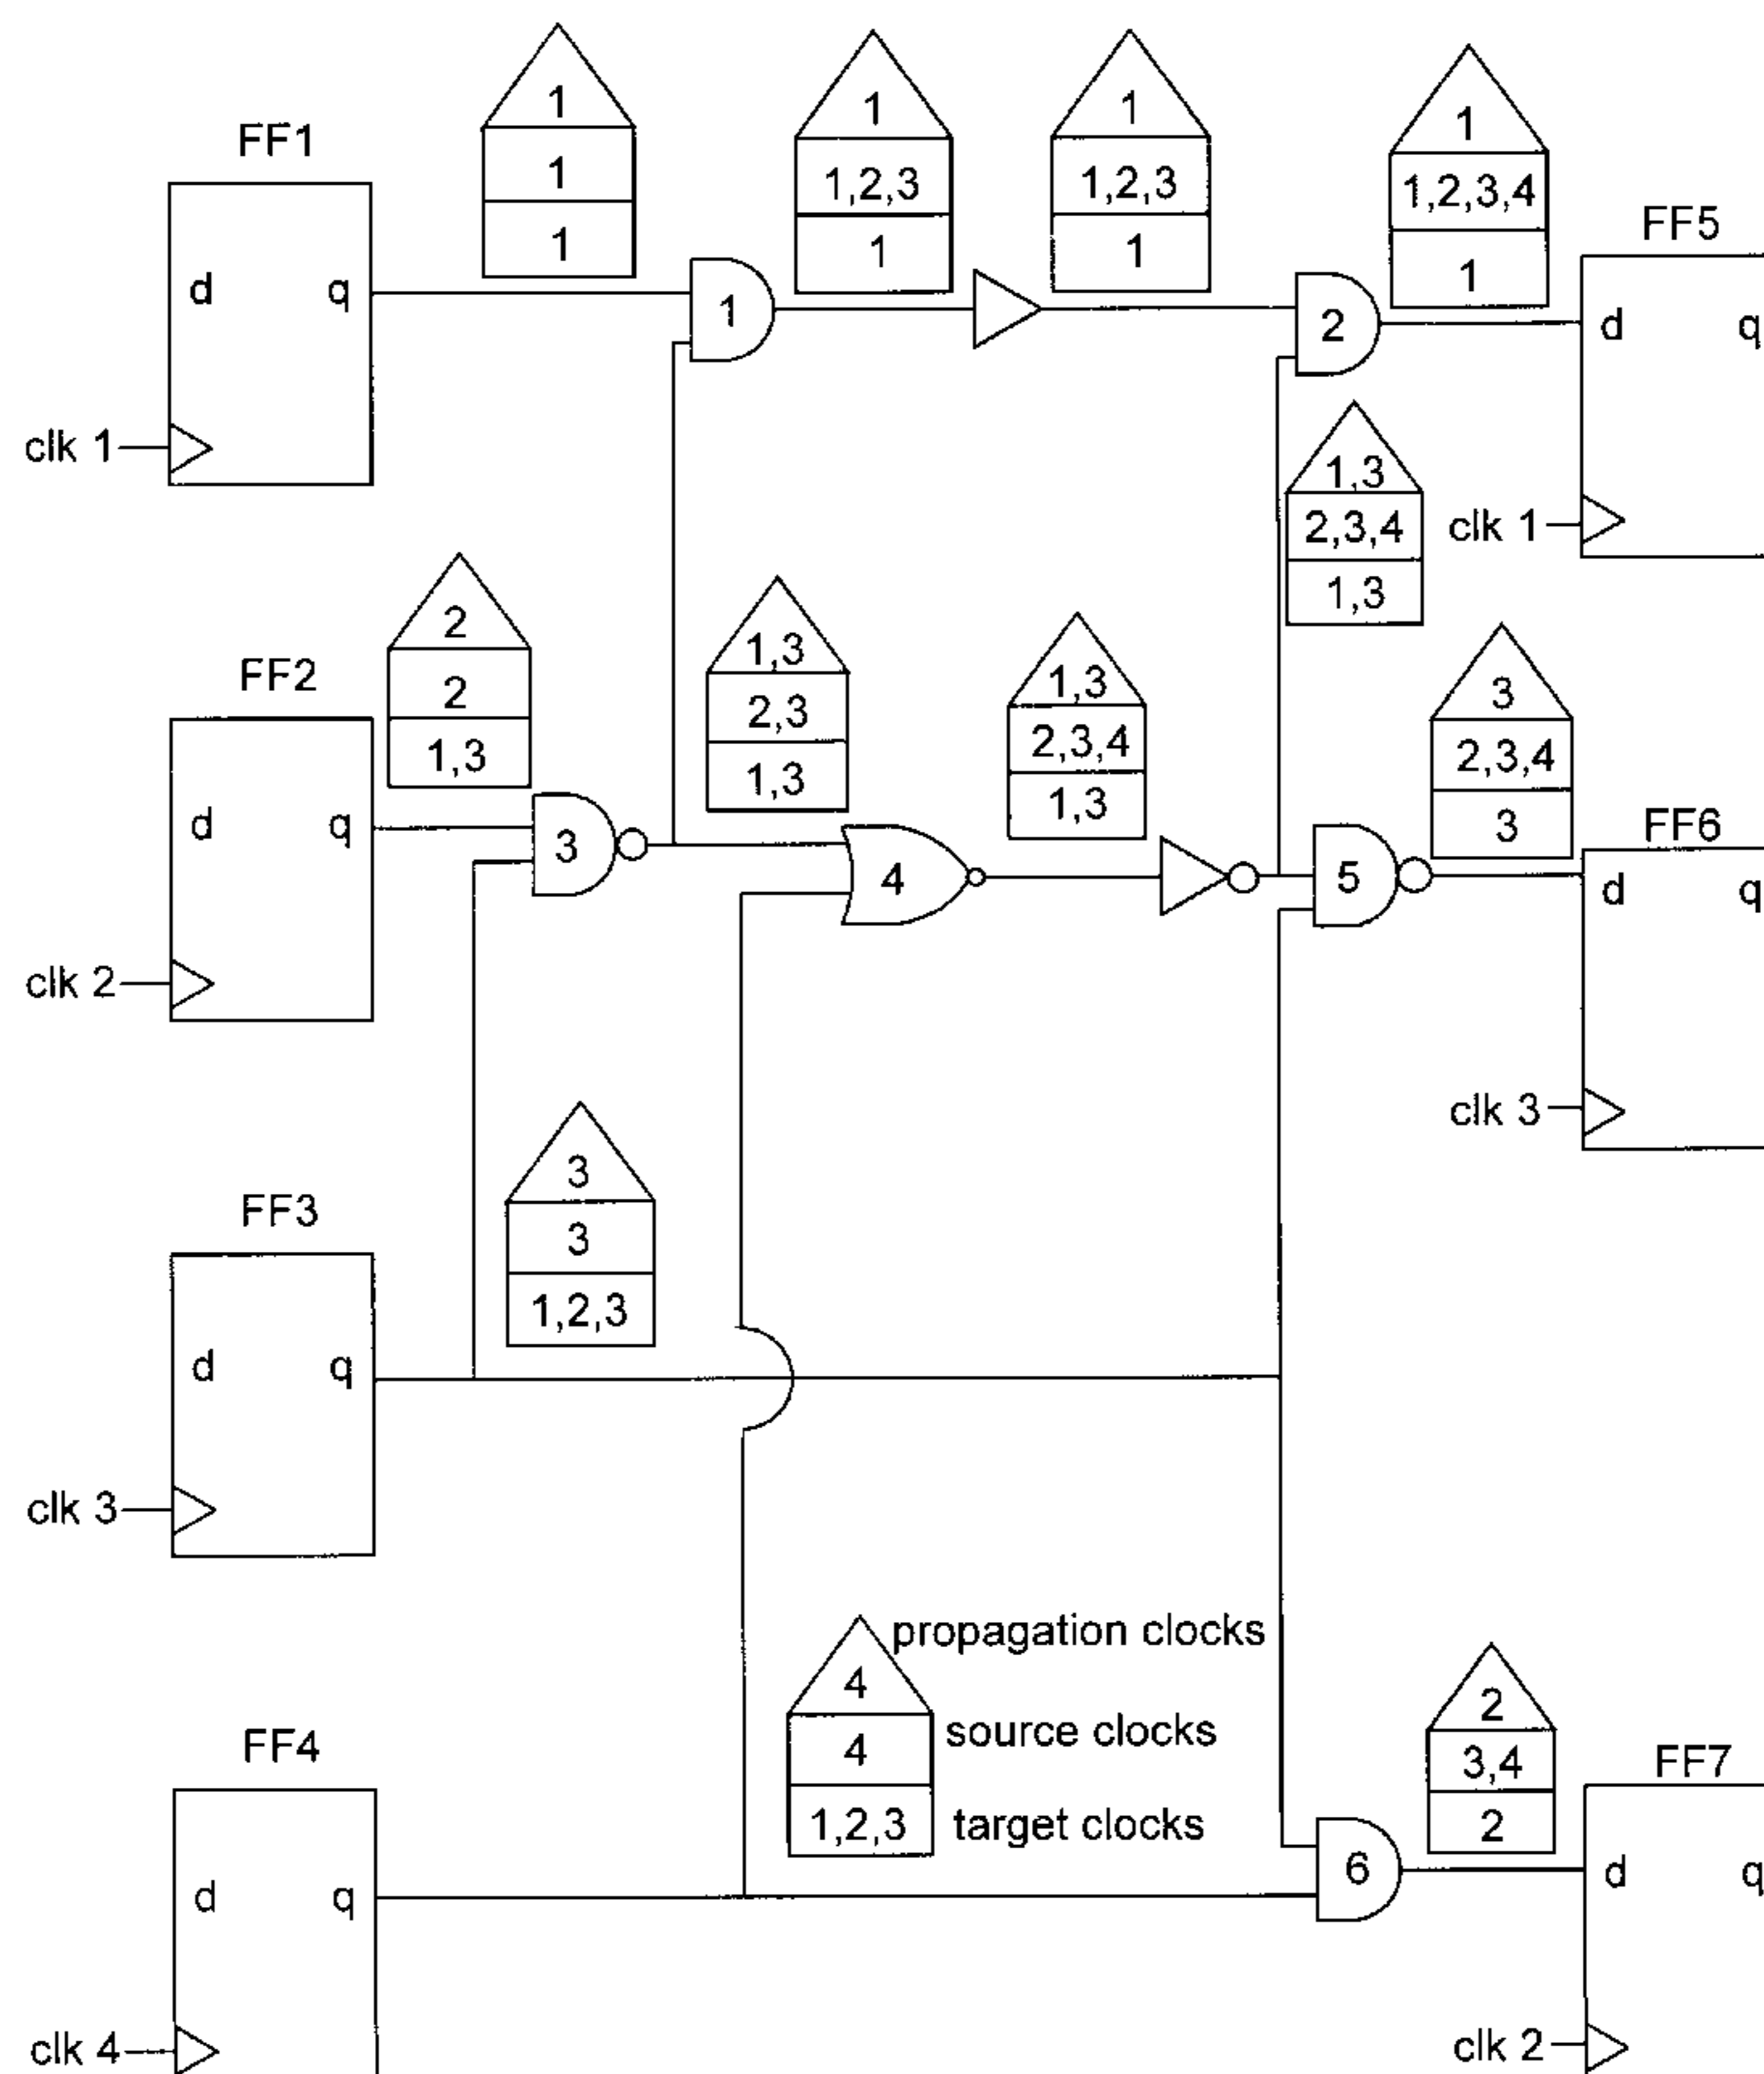 1
1
1
1
FF1
1
1
1,2,3
1,2,3
1,2,3,4
FF5
1
1
1
1
d
q
1
2
d
q
clk 1
1,3
2,3,4
clk 1
1,3
2
1,3
1,3
3
FF2
2
2,3
2,3,4
2,3,4
1,3
1,3
1,3
3
FF6
d
q
3
4
5
d
q
clk 2
clk 3
3
FF3
3
1,2,3
d
q
clk 3
propagation clocks
4
2
source clocks
FF4
4
3,4
FF7
1,2,3
target clocks
2
6
d
q
d
q
clk 4
clk 2